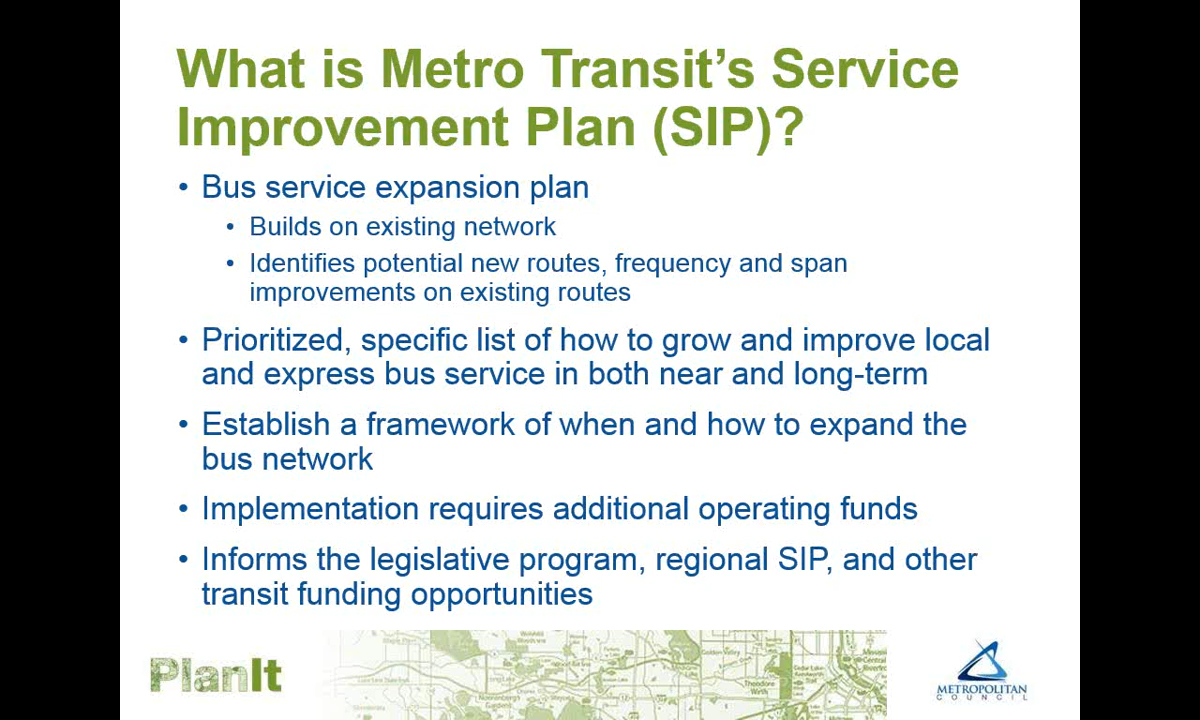 What is Metro Transit's Service
Improvement Plan (SIP)?
• Bus service expansion plan
• Builds on existing network
• Identifies potential new routes, frequency and span
improvements on existing routes
• Prioritized, specific list of how to grow and improve local
and express bus service in both near and long-term
• Establish a framework of when and how to expand the
bus network
• Implementation requires additional operating funds
• Informs the legislative program, regional SIP, and other
transit funding opportunities
PlanIt
Golden Valley
Theodore
Wirth
METROPOLITAN
COUNCIL